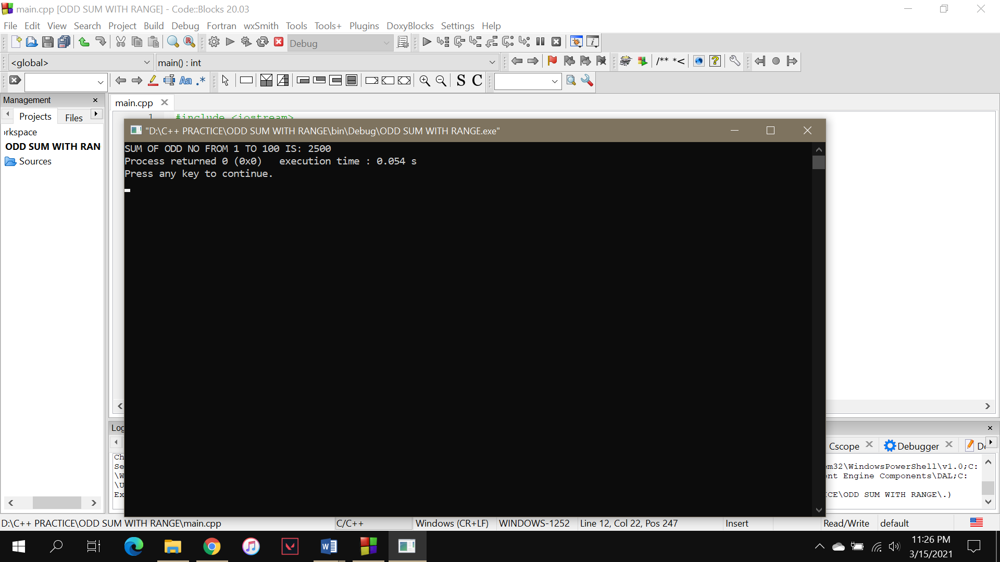 main.cpp [ODD SUM WITH RANGE] - Code::Blocks 20.03
File Edit View Search Project Build Debug Fortran wxSmith Tools Tools+ Plugins DoxyBlocks Settings Help
Debug
<global> main() : int /** *<
Aa .* S C
Management
Projects Files
main.cpp
rkspace
ODD SUM WITH RAN
Sources
1 #include <iostream>
"D:\C++ PRACTICE\ODD SUM WITH RANGE\bin\Debug\ODD SUM WITH RANGE.exe"
SUM OF ODD NO FROM 1 TO 100 IS: 2500
Process returned 0 (0x0)   execution time : 0.054 s
Press any key to continue.
Log
Cscope Debugger Do
Ch
Se em32\WindowsPowerShell\v1.0;C:
\W ent Engine Components\DAL;C:
\U
Ex ICE\ODD SUM WITH RANGE\.)
D:\C++ PRACTICE\ODD SUM WITH RANGE\main.cpp C/C++ Windows (CR+LF) WINDOWS-1252 Line 12, Col 22, Pos 247 Insert Read/Write default
11:26 PM
3/15/2021